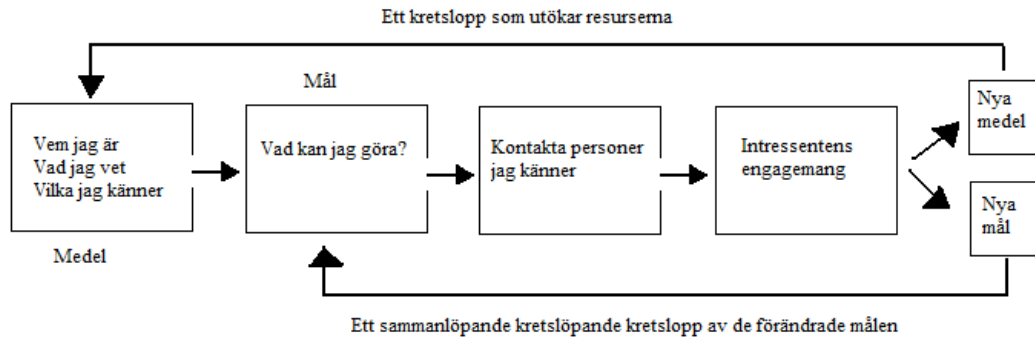 Ett kretslopp som utökar resurserna
Mål
Vem jag är
Vad jag vet
Vilka jag känner
Medel
Vad kan jag göra?
Kontakta personer
jag känner
Intressentens
engagemang
Nya
medel
Nya
mål
Ett sammanlöpande kretslöpande kretslopp av de förändrade målen